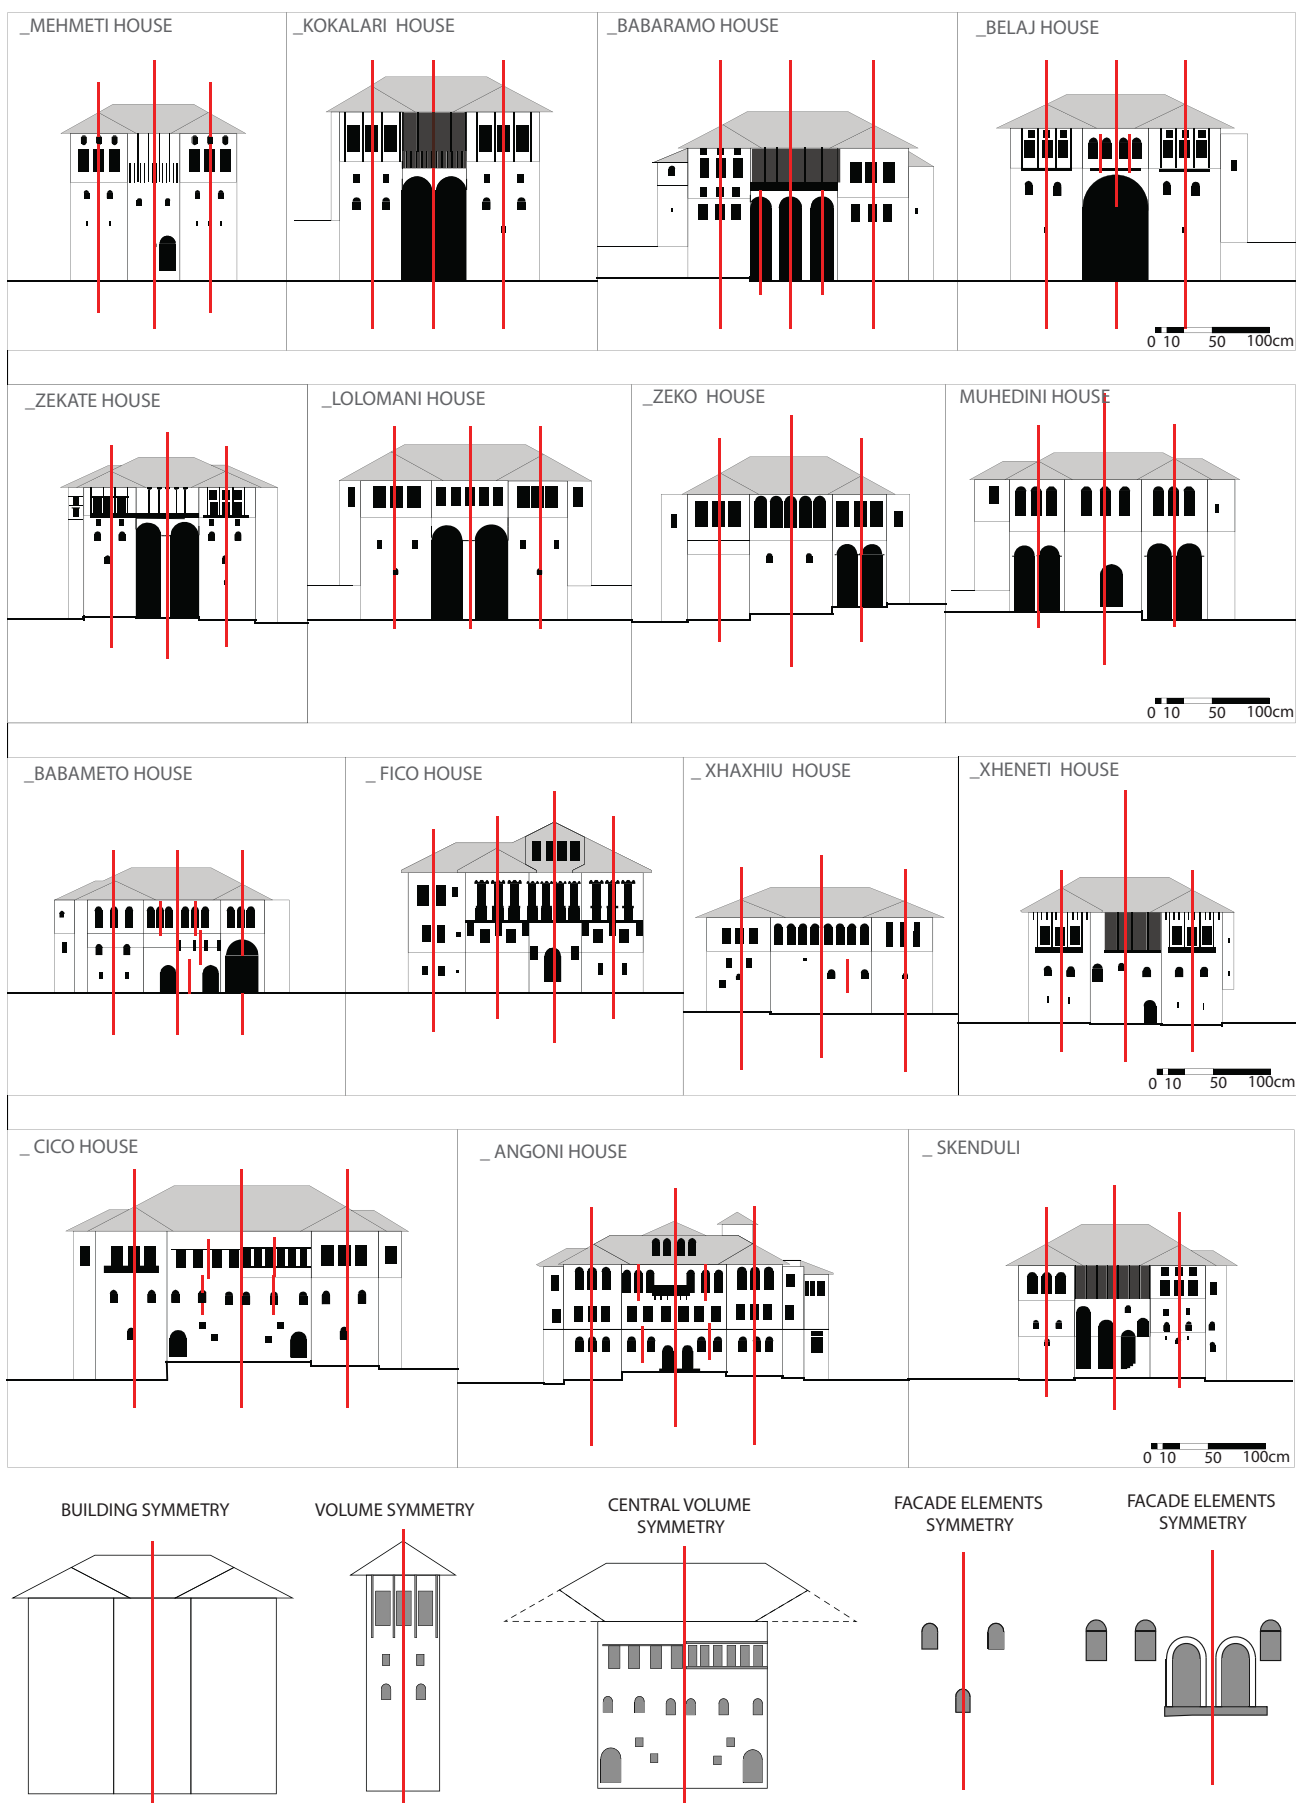 _MEHMETI HOUSE
_KOKALARI HOUSE
_BABARAMO HOUSE
_BELAJ HOUSE
0 10 50 100cm
_ZEKATE HOUSE
_LOLOMANI HOUSE
_ZEKO HOUSE
MUHEDINI HOUSE
0 10 50 100cm
_BABAMETO HOUSE
_ FICO HOUSE
_ XHAXHIU HOUSE
_XHENETI HOUSE
0 10 50 100cm
_ CICO HOUSE
_ ANGONI HOUSE
_ SKENDULI
0 10 50 100cm
BUILDING SYMMETRY
VOLUME SYMMETRY
CENTRAL VOLUME
SYMMETRY
FACADE ELEMENTS
SYMMETRY
FACADE ELEMENTS
SYMMETRY